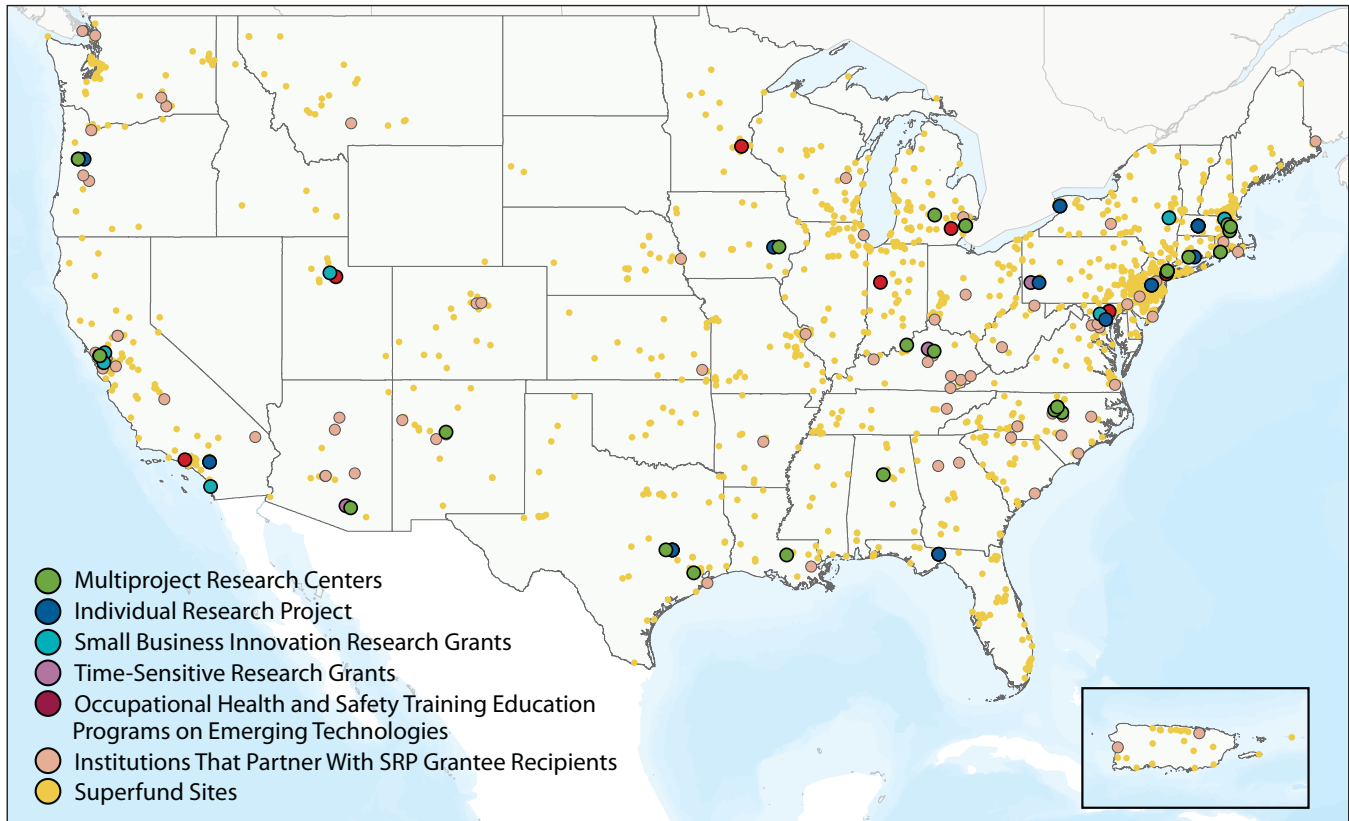 Multiproject Research Centers
Individual Research Project
Small Business Innovation Research Grants
Time-Sensitive Research Grants
Occupational Health and Safety Training Education
Programs on Emerging Technologies
Institutions That Partner With SRP Grantee Recipients
Superfund Sites